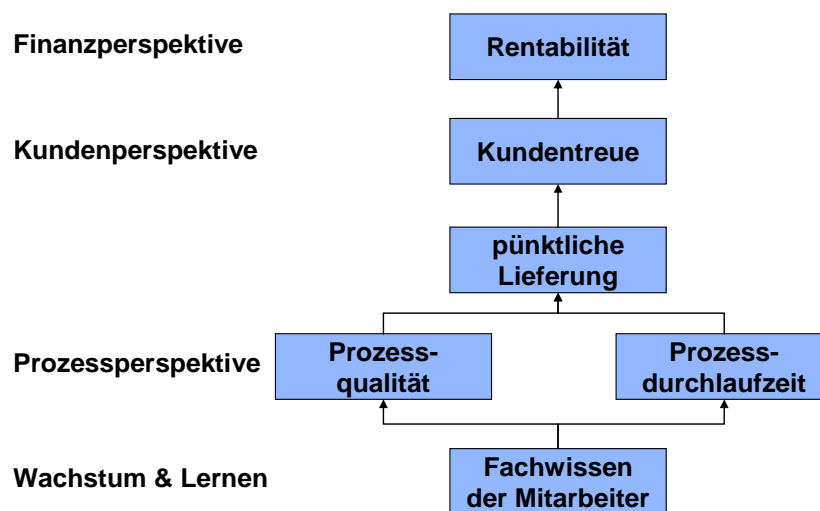 Finanzperspektive
Rentabilität
Kundenperspektive
Kundentreue
pünktliche
Lieferung
Prozessperspektive
Prozess-
qualität
Prozess-
durchlaufzeit
Wachstum & Lernen
Fachwissen
der Mitarbeiter